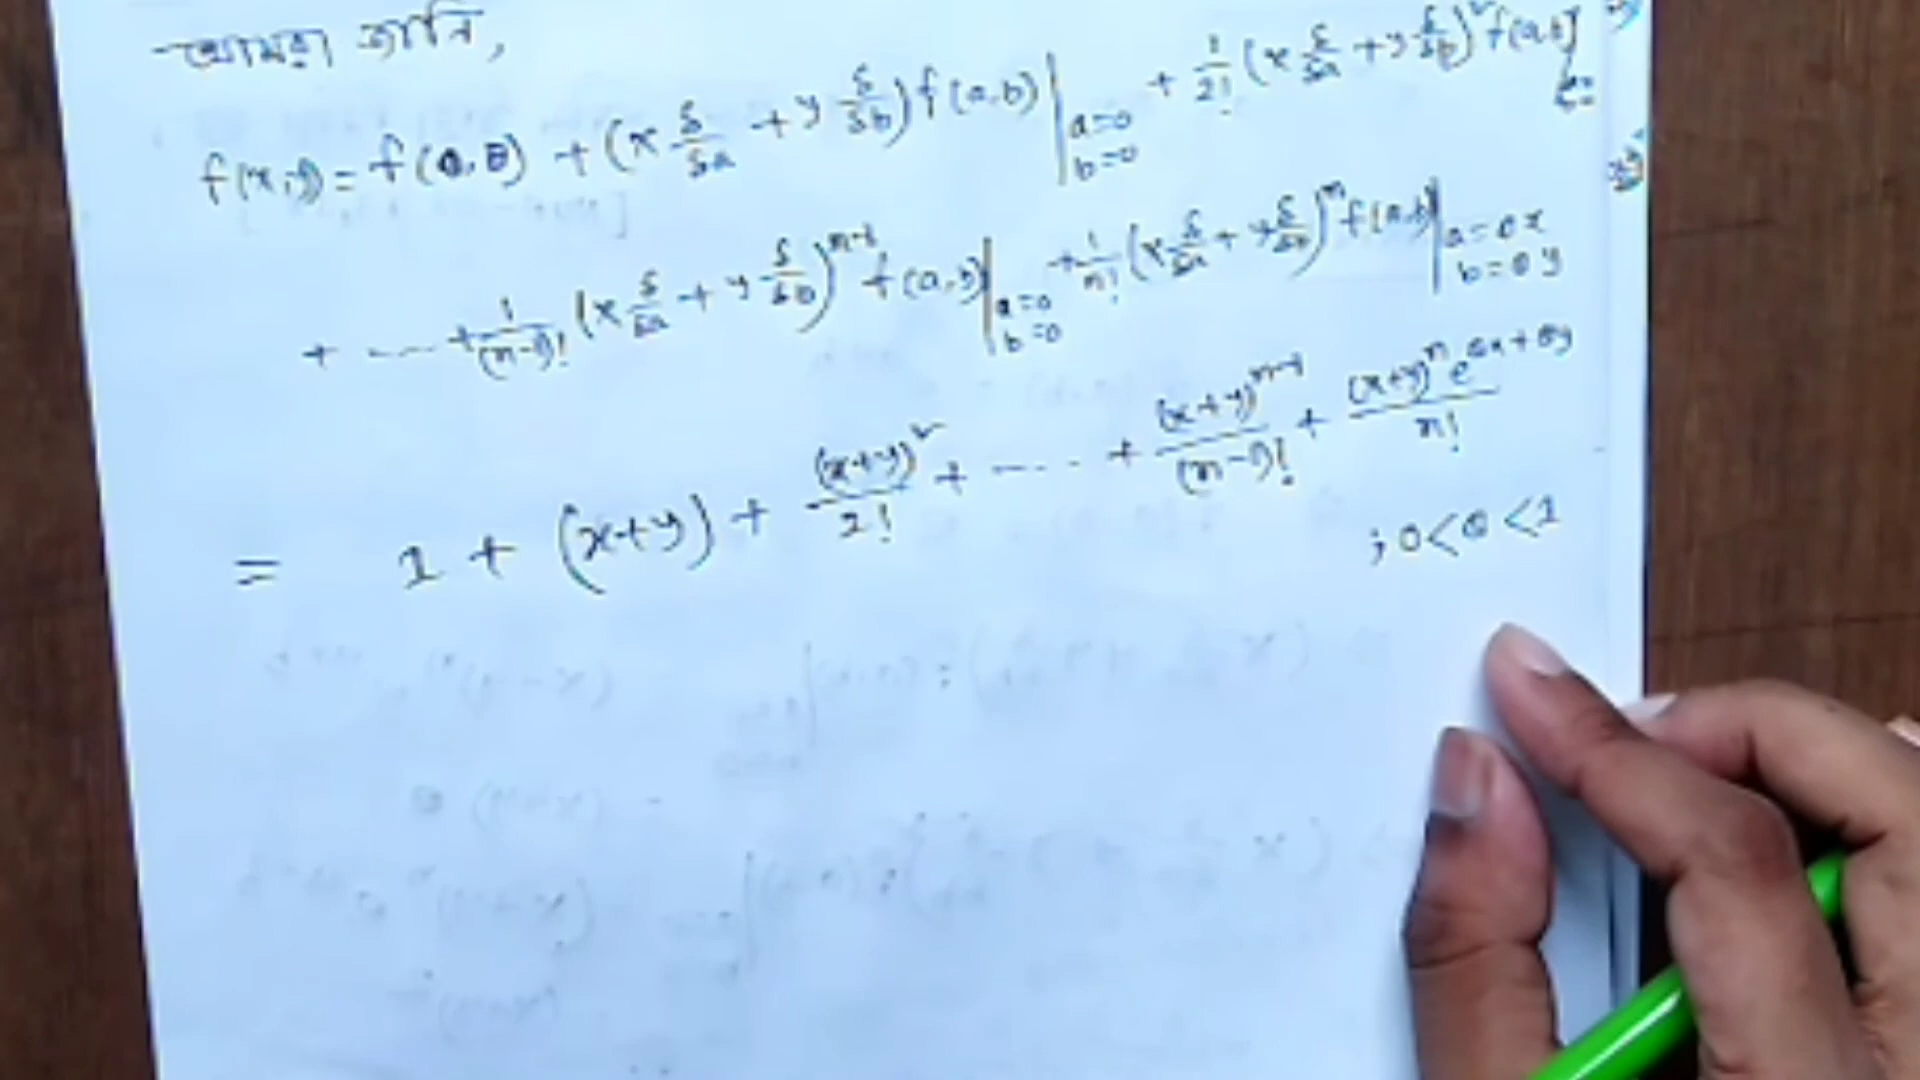 আমরা জানি,
f(x,y) = f(0,0) + (x δ/δa + y δ/δb) f(a,b)|a=0 b=0 + 1/2! (x δ/δa + y δ/δb)² f(a,b)
+ ---- + 1/(n-1)! (x δ/δa + y δ/δb)ⁿ⁻¹ f(a,b)|a=0 b=0 + 1/n! (x δ/δa + y δ/δb)ⁿ f(a,b)|a=θx b=θy
= 1 + (x+y) + (x+y)²/2! + ---- + (x+y)ⁿ⁻¹/(n-1)! + (x+y)ⁿ e^(θx+θy)/n!
; 0<θ<1